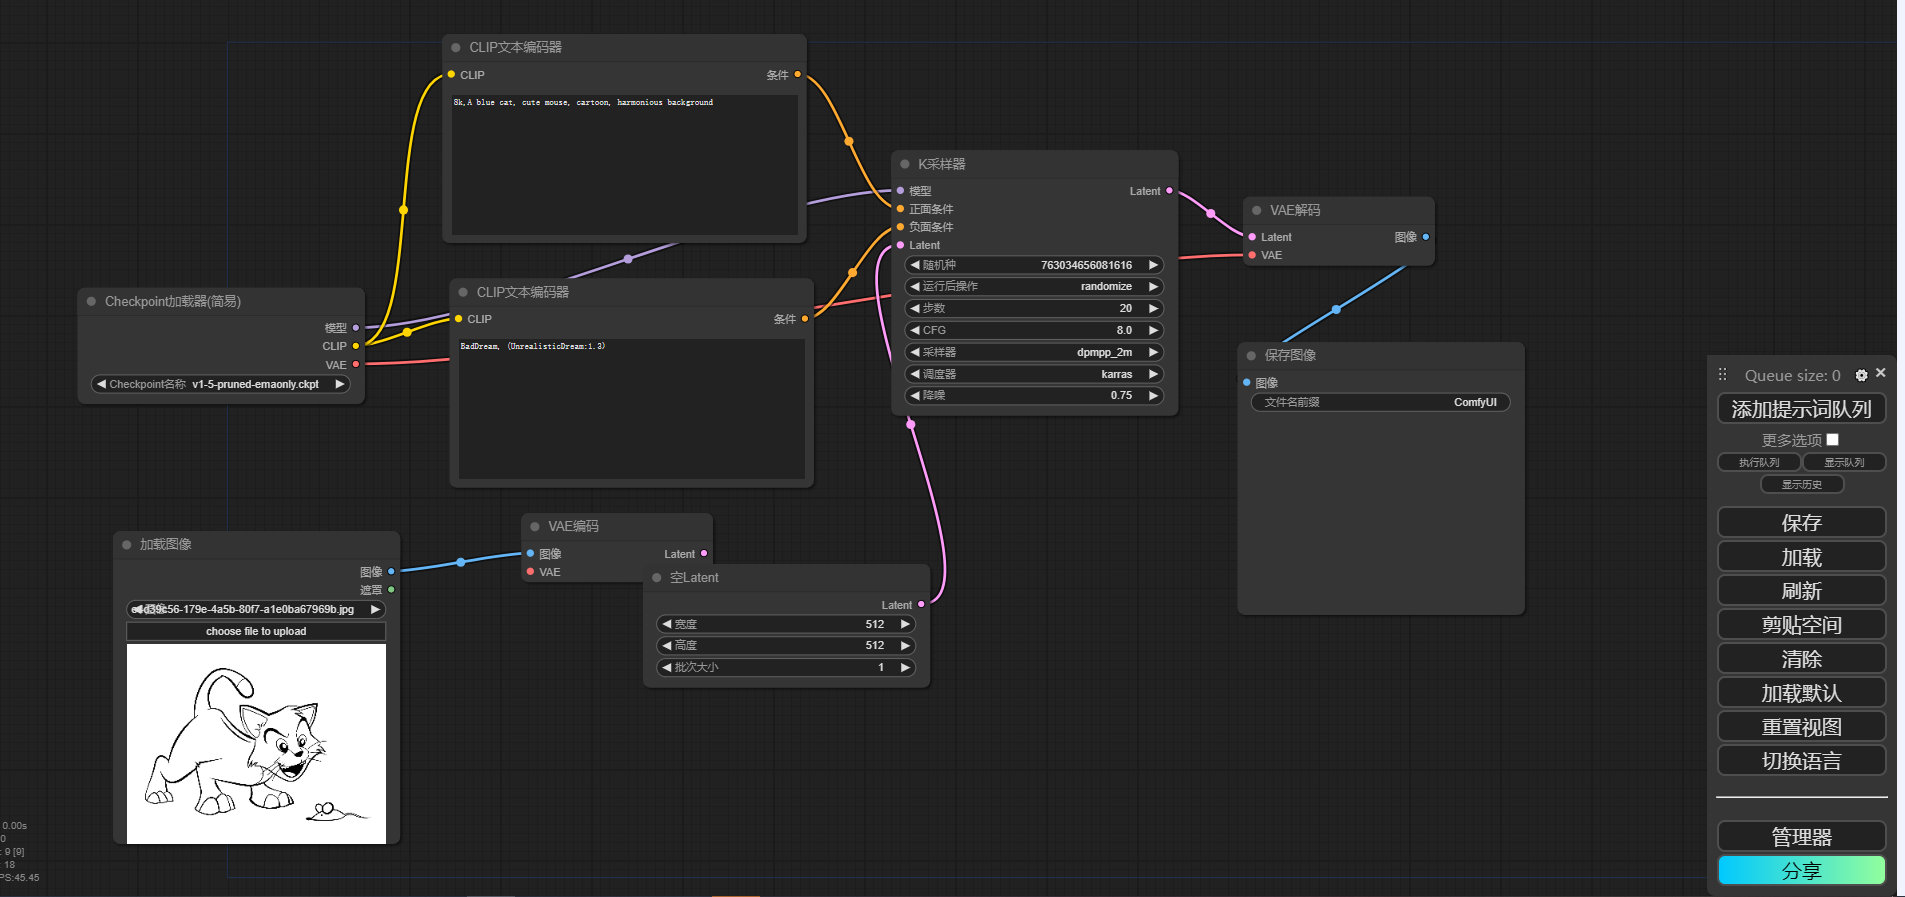 CLIP文本编码器
CLIP
条件
Sk,A blue cat, cute mouse, cartoon, harmonious background
CLIP文本编码器
CLIP
条件
BadDream, (UnrealisticDream:1.3)
Checkpoint加载器(简易)
模型
CLIP
VAE
Checkpoint名称 v1-5-pruned-emaonly.ckpt
K采样器
模型
Latent
正面条件
负面条件
Latent
随机种 763034656081616
运行后操作 randomize
步数 20
CFG 8.0
采样器 dpmpp_2m
调度器 karras
降噪 0.75
VAE解码
Latent
图像
VAE
保存图像
图像
文件名前缀 ComfyUI
加载图像
图像
遮罩
56-179e-4a5b-80f7-a1e0ba67969b.jpg
choose file to upload
VAE编码
图像
Latent
VAE
空Latent
Latent
宽度 512
高度 512
批次大小 1
Queue size: 0
添加提示词队列
更多选项
执行队列 显示队列
显示历史
保存
加载
刷新
剪贴空间
清除
加载默认
重置视图
切换语言
管理器
分享
0.00s
0
: 9 [9]
: 18
PS:45.45